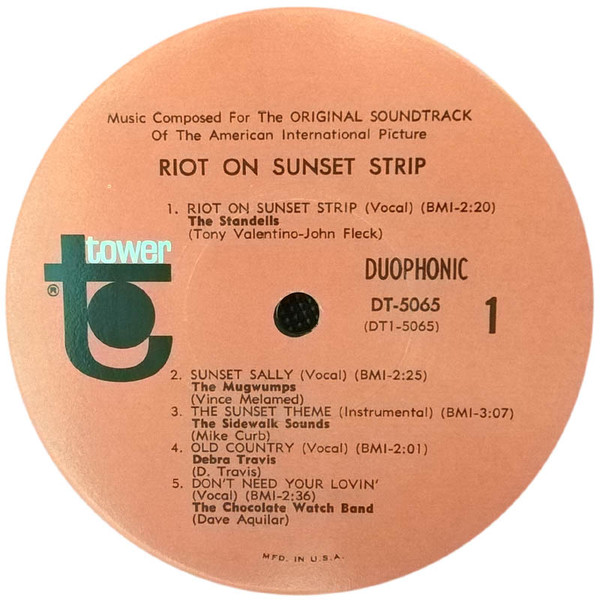 Music Composed For The ORIGINAL SOUNDTRACK
Of The American International Picture
RIOT ON SUNSET STRIP
1. RIOT ON SUNSET STRIP (Vocal) (BMI-2:20)
The Standells
(Tony Valentino-John Fleck)
tower
®
DUOPHONIC
DT-5065
(DT1-5065)
1
2. SUNSET SALLY (Vocal) (BMI-2:25)
The Mugwumps
(Vince Melamed)
3. THE SUNSET THEME (Instrumental) (BMI-3:07)
The Sidewalk Sounds
(Mike Curb)
4. OLD COUNTRY (Vocal) (BMI-2:01)
Debra Travis
(D. Travis)
5. DON'T NEED YOUR LOVIN'
(Vocal) (BMI-2:36)
The Chocolate Watch Band
(Dave Aquilar)
MFD. IN U.S.A.